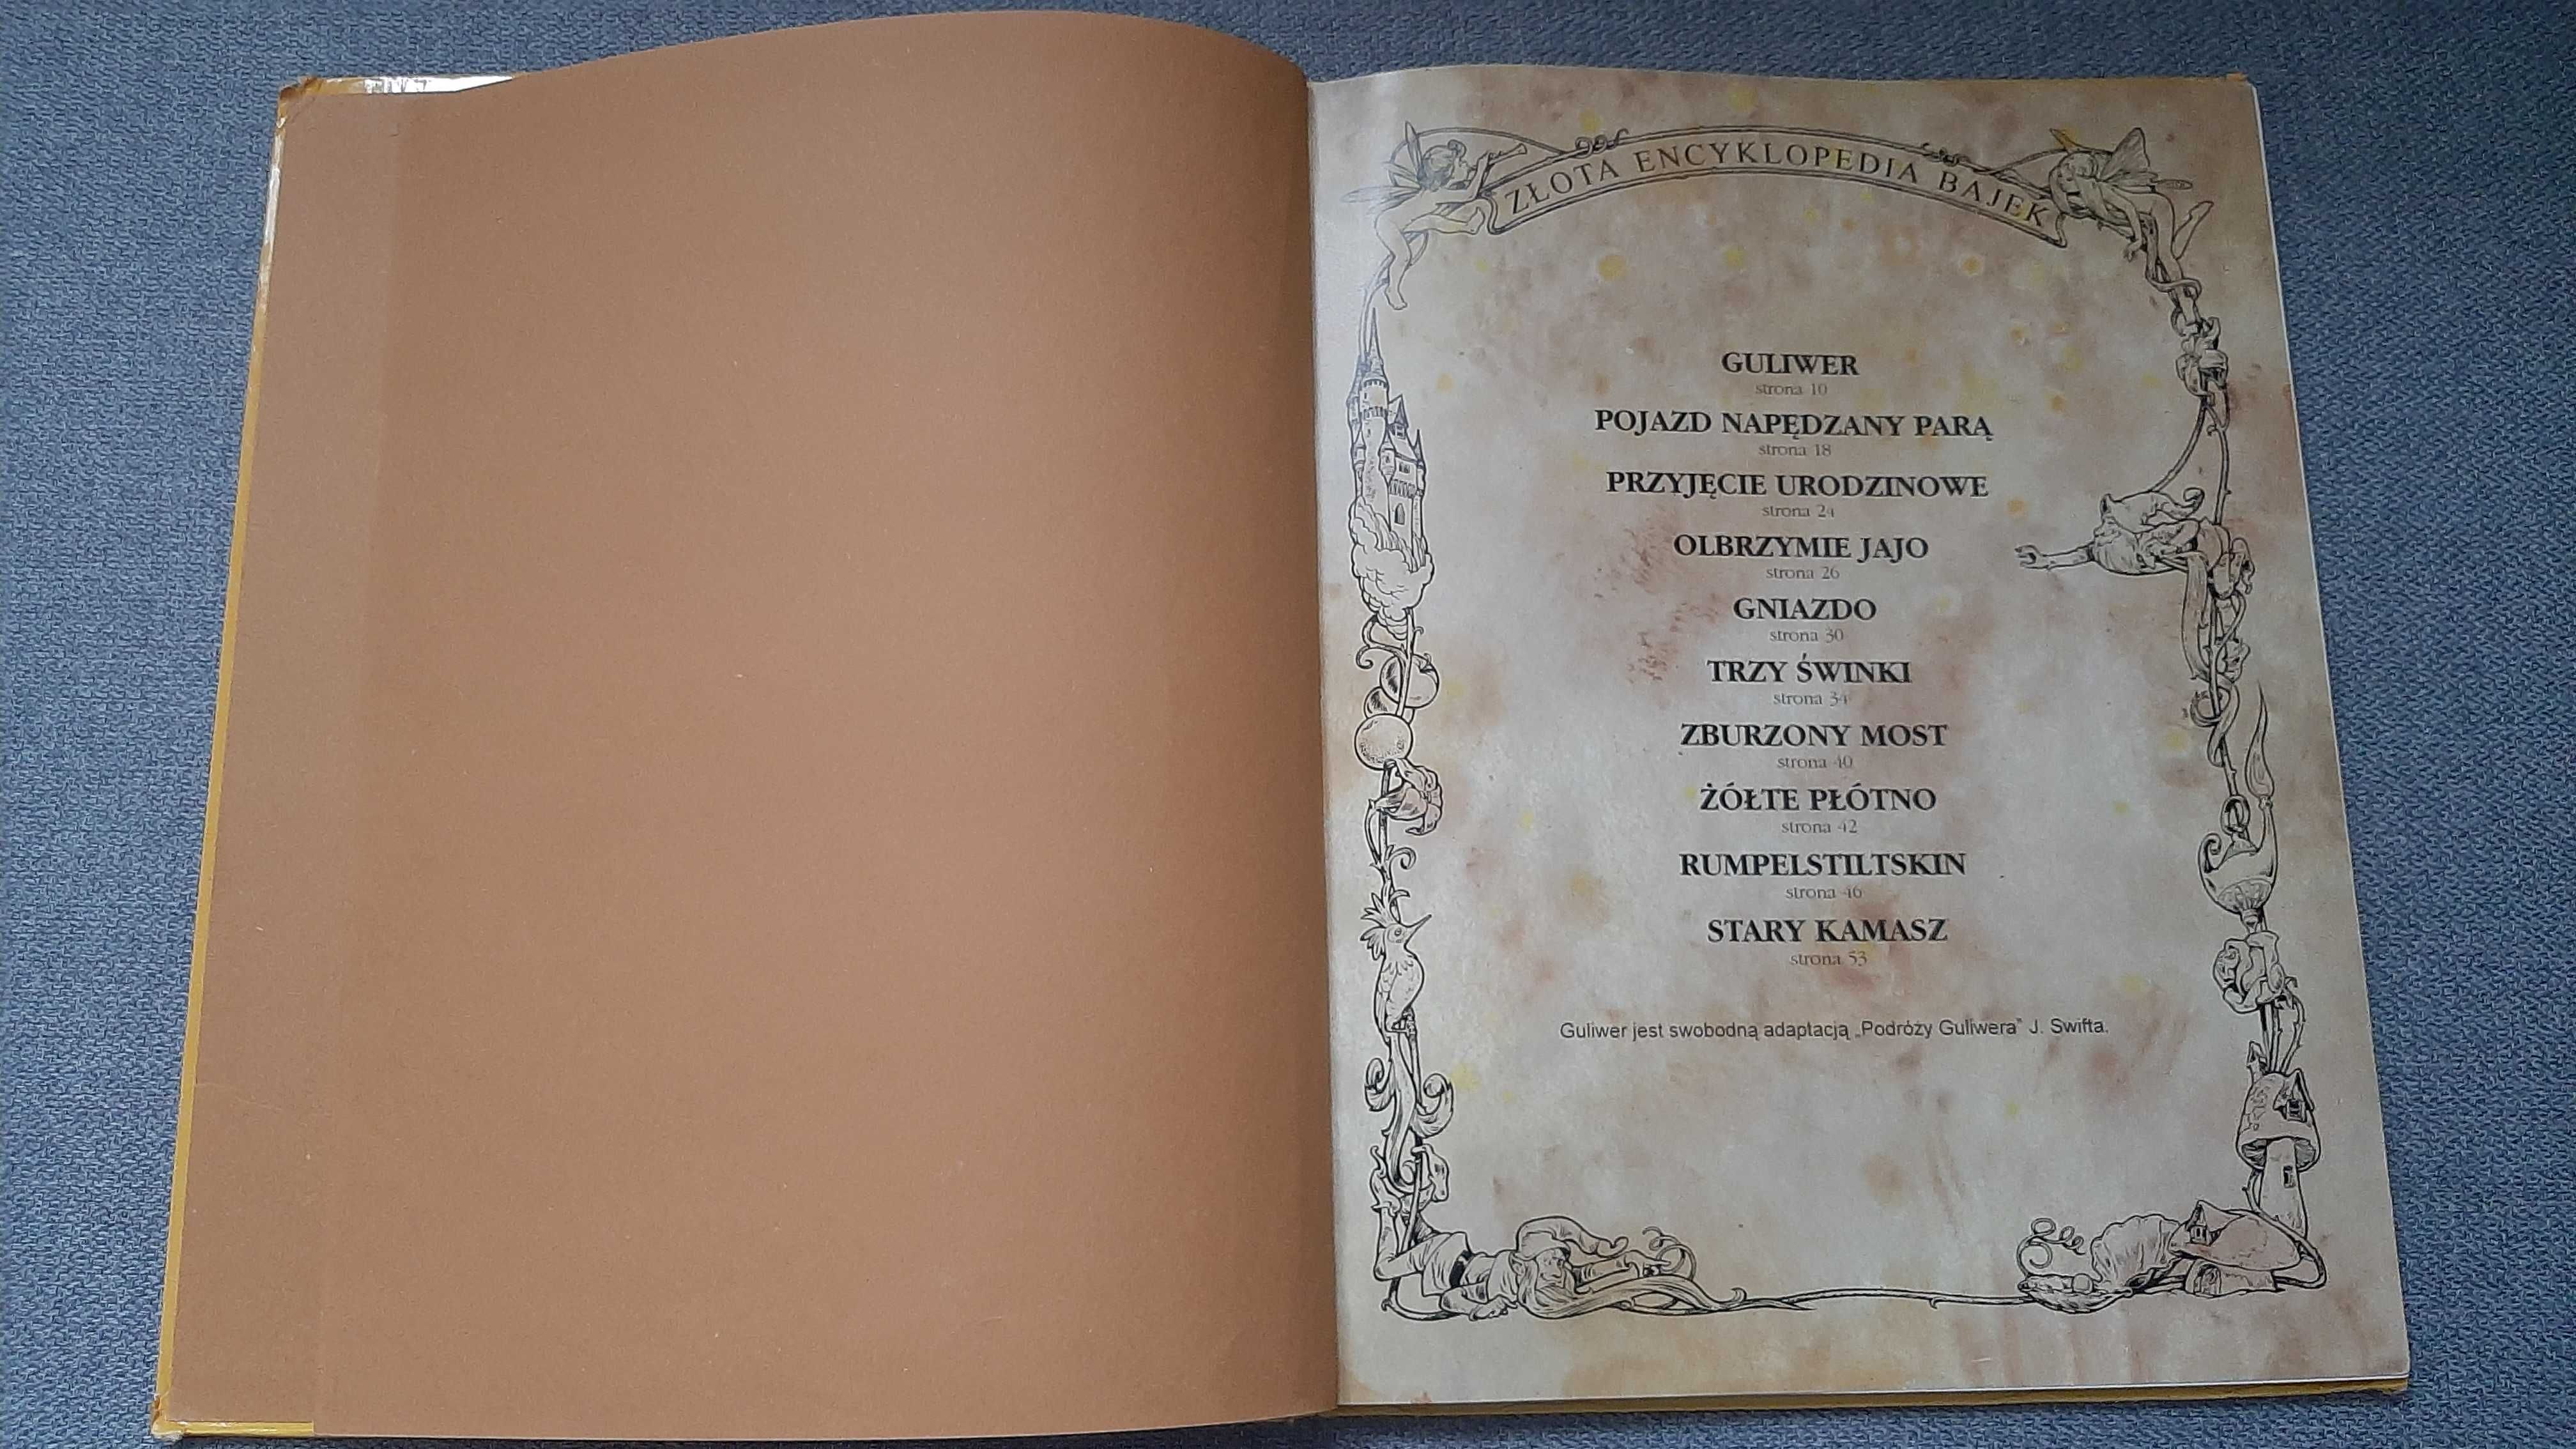 ZŁOTA ENCYKLOPEDIA BAJEK
GULIWER
strona 10
POJAZD NAPĘDZANY PARĄ
strona 18
PRZYJĘCIE URODZINOWE
strona 24
OLBRZYMIE JAJO
strona 26
GNIAZDO
strona 30
TRZY ŚWINKI
strona 34
ZBURZONY MOST
strona 40
ŻÓŁTE PŁÓTNO
strona 42
RUMPELSTILTSKIN
strona 46
STARY KAMASZ
strona 53
Guliwer jest swobodną adaptacją „Podróży Guliwera” J. Swifta.